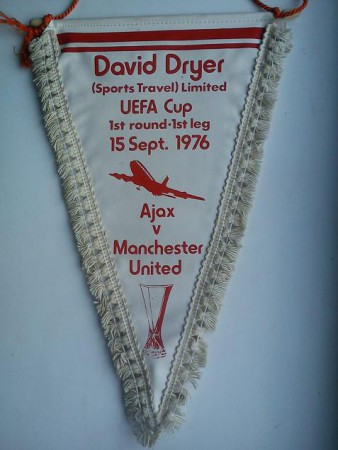 David Dryer
(Sports Travel) Limited
UEFA Cup
1st round-1st leg
15 Sept. 1976
Ajax
v
Manchester
United